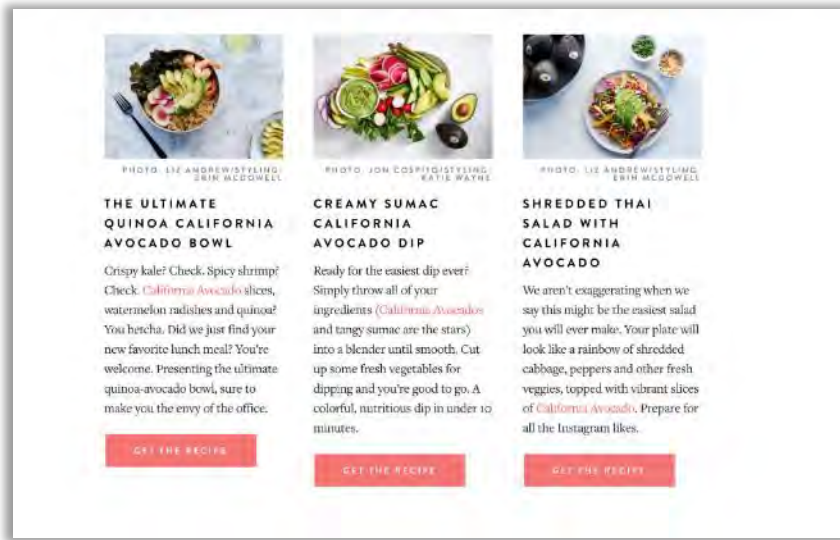 PHOTO: LIZ ANDREW/STYLING:
ERIN MCDOWELL
THE ULTIMATE
QUINOA CALIFORNIA
AVOCADO BOWL
Crispy kale? Check. Spicy shrimp?
Check. California Avocado slices,
watermelon radishes and quinoa?
You betcha. Did we just find your
new favorite lunch meal? You're
welcome. Presenting the ultimate
quinoa-avocado bowl, sure to
make you the envy of the office.
GET THE RECIPE
PHOTO: JON COSPITO/STYLING:
KATIE WAYNE
CREAMY SUMAC
CALIFORNIA
AVOCADO DIP
Ready for the easiest dip ever?
Simply throw all of your
ingredients (California Avocados
and tangy sumac are the stars)
into a blender until smooth. Cut
up some fresh vegetables for
dipping and you're good to go. A
colorful, nutritious dip in under 10
minutes.
GET THE RECIPE
PHOTO: LIZ ANDREW/STYLING:
ERIN MCDOWELL
SHREDDED THAI
SALAD WITH
CALIFORNIA
AVOCADO
We aren't exaggerating when we
say this might be the easiest salad
you will ever make. Your plate will
look like a rainbow of shredded
cabbage, peppers and other fresh
veggies, topped with vibrant slices
of California Avocado. Prepare for
all the Instagram likes.
GET THE RECIPE